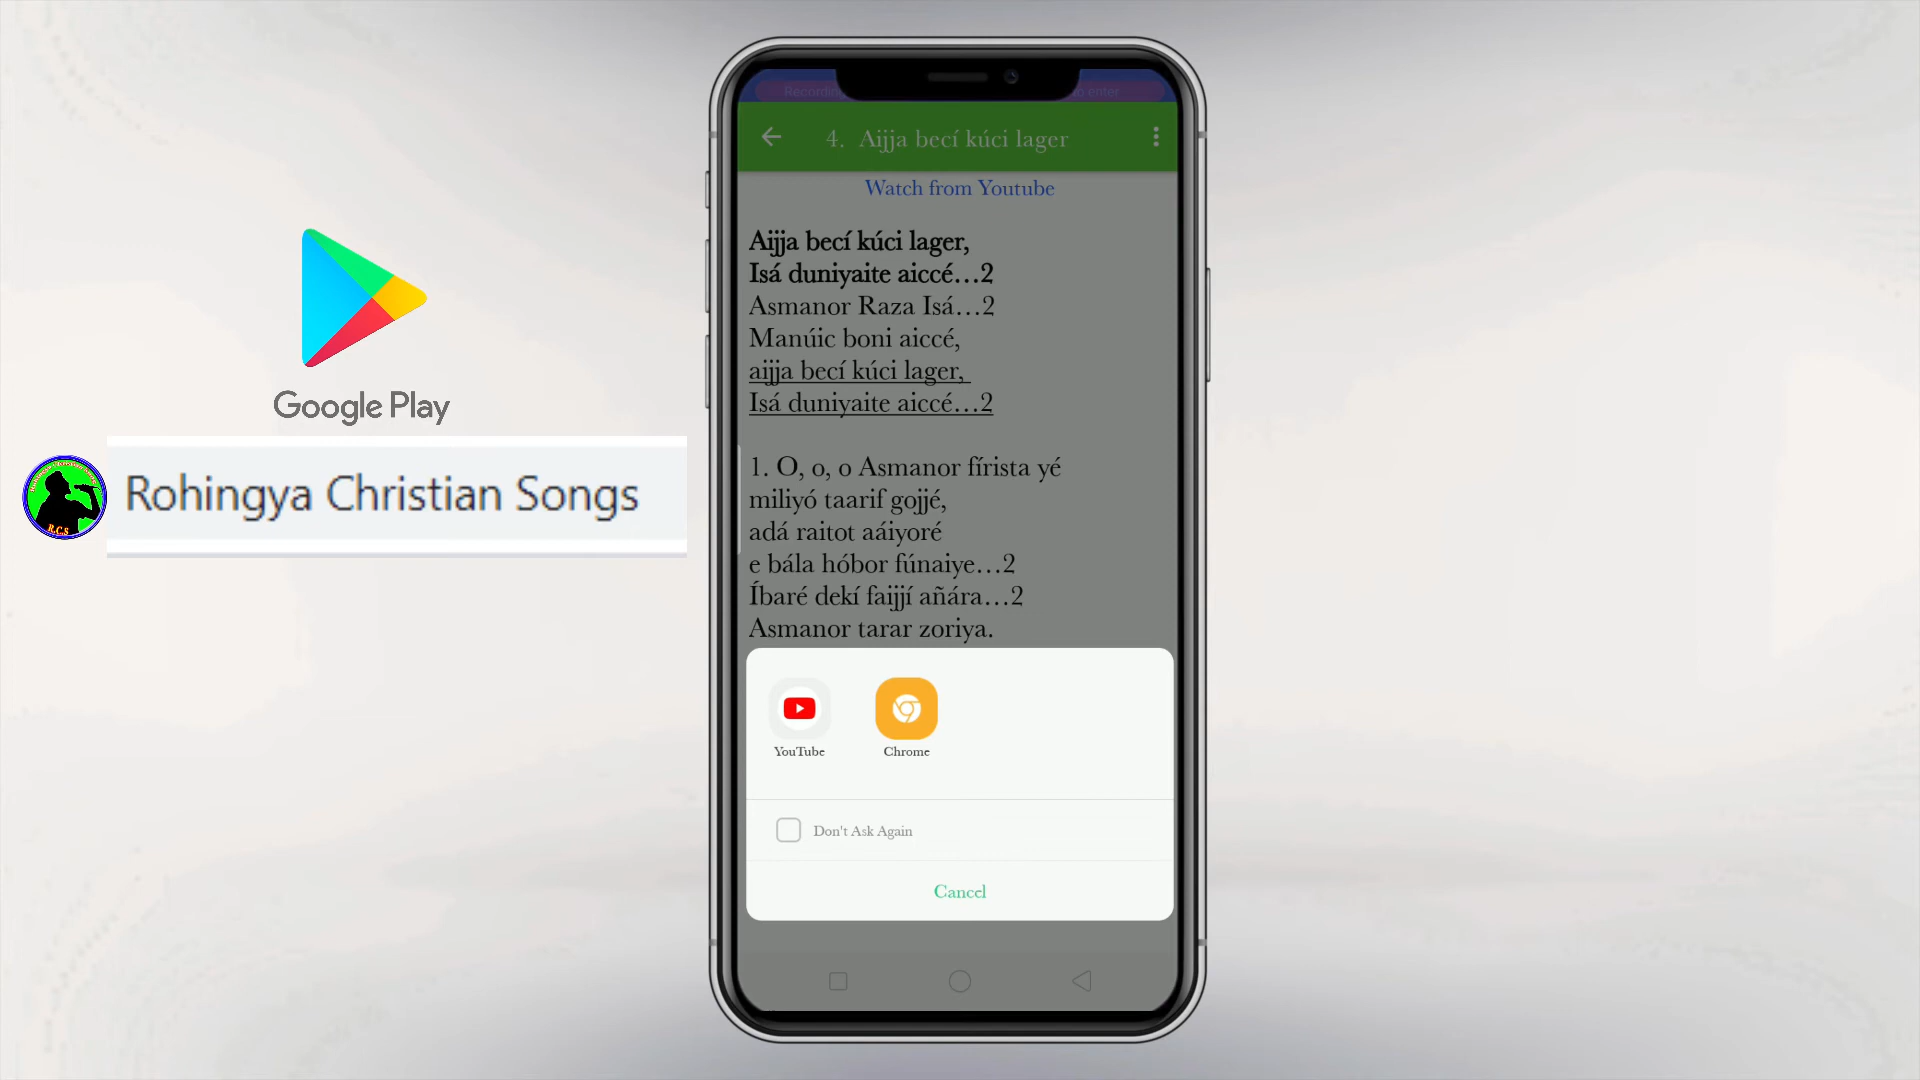 Google Play
R.C.S
Rohingya Christian Songs
4. Aijja becí kúci lager
Watch from Youtube
Aijja becí kúci lager,
Isá duniyaite aiccé...2
Asmanor Raza Isá...2
Manúic boni aiccé,
aijja becí kúci lager,
Isá duniyaite aiccé...2
1. O, o, o Asmanor fírista yé
miliyó taarif gojjé,
adá raitot aáiyoré
e bála hóbor fúnaiye...2
Íbaré dekí faijjí añára...2
Asmanor tarar zoriya.
YouTube
Chrome
Don't Ask Again
Cancel